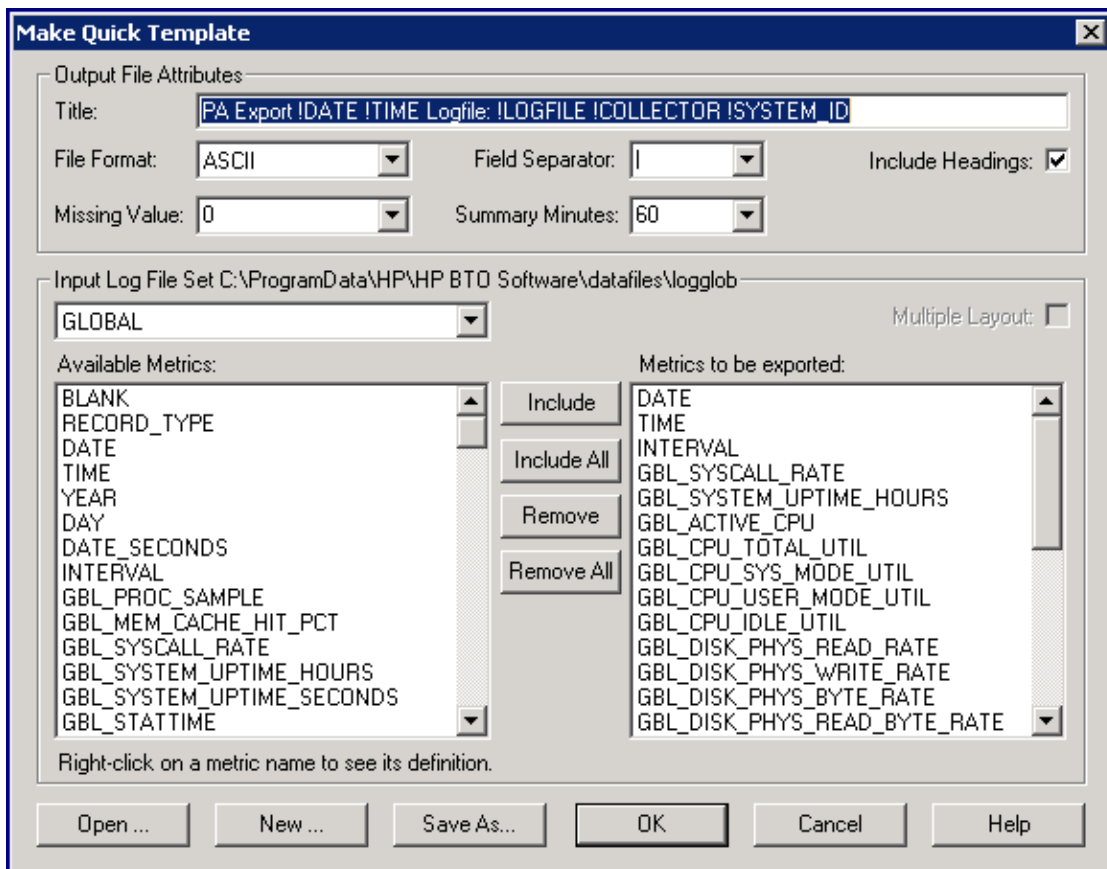 Make Quick Template
Output File Attributes
Title: PA Export !DATE !TIME Logfile: !LOGFILE !COLLECTOR !SYSTEM_ID
File Format: ASCII Field Separator: | Include Headings:
Missing Value: 0 Summary Minutes: 60
Input Log File Set C:\ProgramData\HP\HP BTO Software\datafiles\logglob
GLOBAL Multiple Layout:
Available Metrics:
BLANK
RECORD_TYPE
DATE
TIME
YEAR
DAY
DATE_SECONDS
INTERVAL
GBL_PROC_SAMPLE
GBL_MEM_CACHE_HIT_PCT
GBL_SYSCALL_RATE
GBL_SYSTEM_UPTIME_HOURS
GBL_SYSTEM_UPTIME_SECONDS
GBL_STATTIME
Include
Include All
Remove
Remove All
Metrics to be exported:
DATE
TIME
INTERVAL
GBL_SYSCALL_RATE
GBL_SYSTEM_UPTIME_HOURS
GBL_ACTIVE_CPU
GBL_CPU_TOTAL_UTIL
GBL_CPU_SYS_MODE_UTIL
GBL_CPU_USER_MODE_UTIL
GBL_CPU_IDLE_UTIL
GBL_DISK_PHYS_READ_RATE
GBL_DISK_PHYS_WRITE_RATE
GBL_DISK_PHYS_BYTE_RATE
GBL_DISK_PHYS_READ_BYTE_RATE
Right-click on a metric name to see its definition.
Open ... New ... Save As... OK Cancel Help